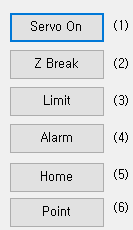 Servo On (1)
Z Break (2)
Limit (3)
Alarm (4)
Home (5)
Point (6)